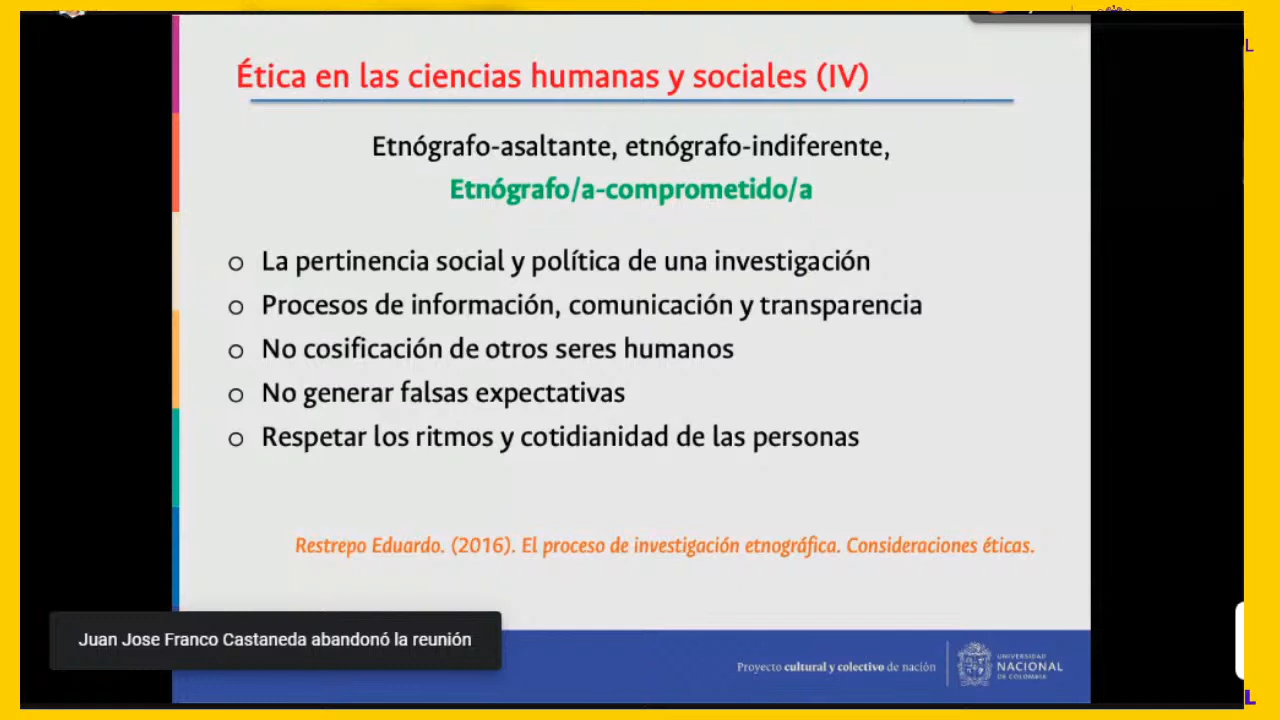 Ética en las ciencias humanas y sociales (IV)
Etnógrafo-asaltante, etnógrafo-indiferente,
Etnógrafo/a-comprometido/a
o La pertinencia social y política de una investigación
o Procesos de información, comunicación y transparencia
o No cosificación de otros seres humanos
o No generar falsas expectativas
o Respetar los ritmos y cotidianidad de las personas
Restrepo Eduardo. (2016). El proceso de investigación etnográfica. Consideraciones éticas.
Juan Jose Franco Castaneda abandonó la reunión
Proyecto cultural y colectivo de nación
UNIVERSIDAD
NACIONAL
DE COLOMBIA
L
L